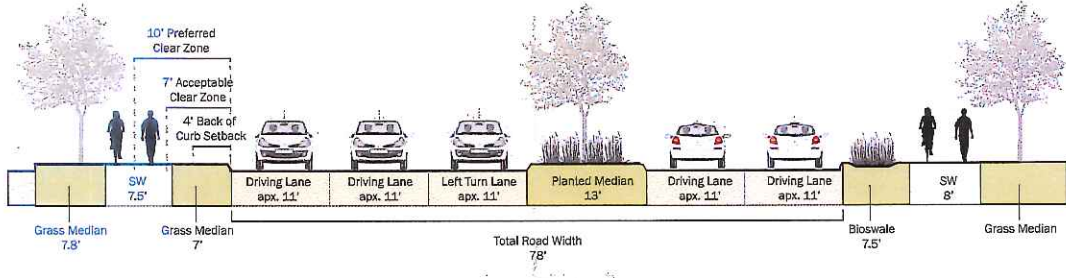 10' Preferred
Clear Zone
7' Acceptable
Clear Zone
4' Back of
Curb Setback
SW
7.5'
Driving Lane
apx. 11'
Driving Lane
apx. 11'
Left Turn Lane
apx. 11'
Planted Median
13'
Driving Lane
apx. 11'
Driving Lane
apx. 11'
SW
8'
Grass Median
7.8'
Grass Median
7'
Total Road Width
78'
Bioswale
7.5'
Grass Median